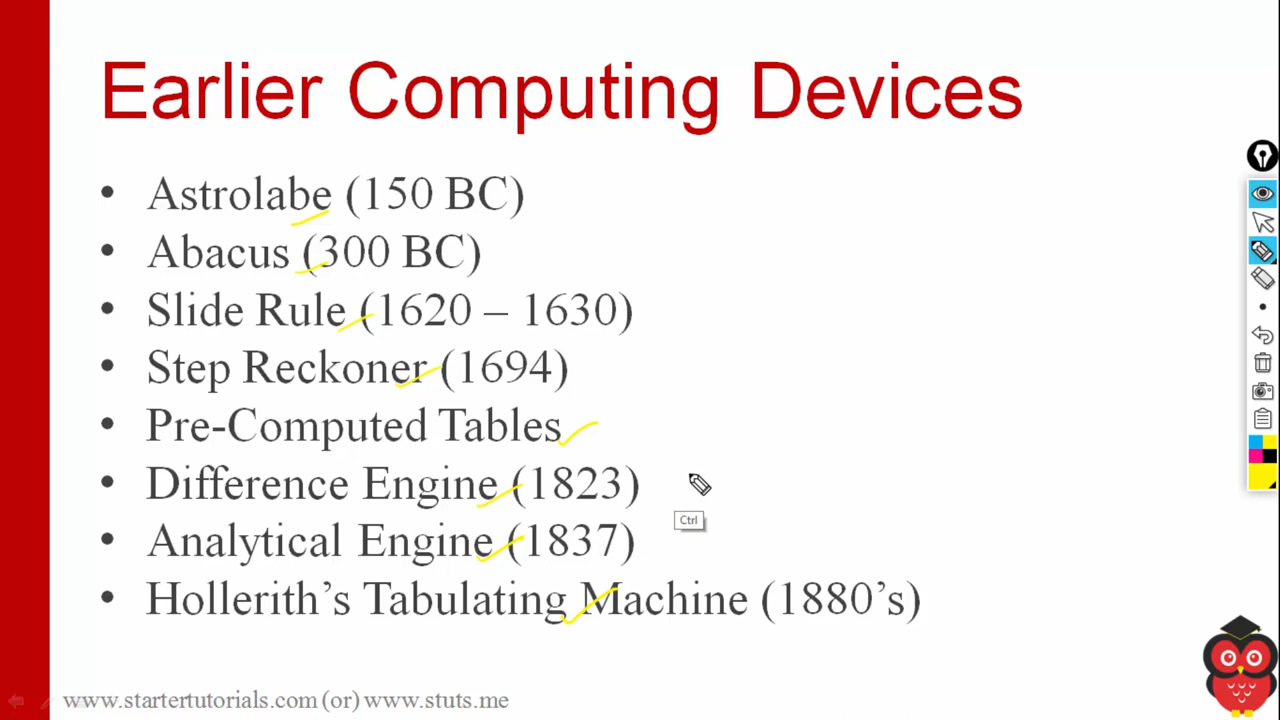 Earlier Computing Devices
• Astrolabe (150 BC)
• Abacus (300 BC)
• Slide Rule (1620 – 1630)
• Step Reckoner (1694)
• Pre-Computed Tables
• Difference Engine (1823)
Ctrl
• Analytical Engine (1837)
• Hollerith’s Tabulating Machine (1880’s)
www.startertutorials.com (or) www.stuts.me